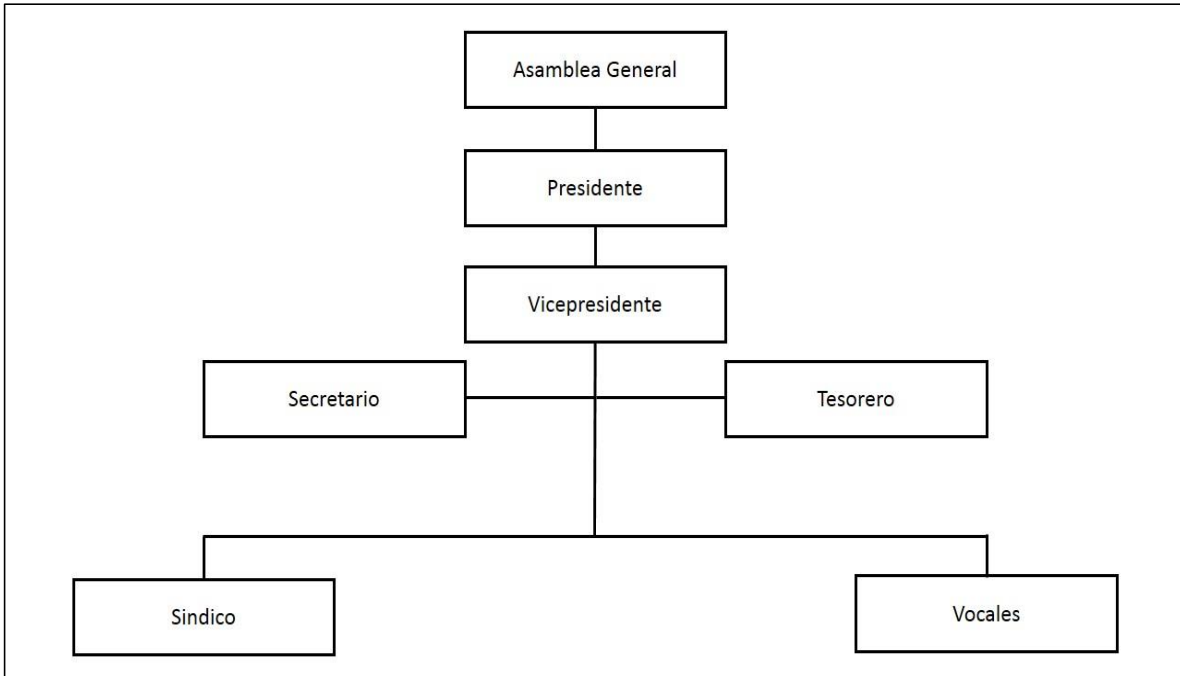 Asamblea General
Presidente
Vicepresidente
Secretario
Tesorero
Sindico
Vocales